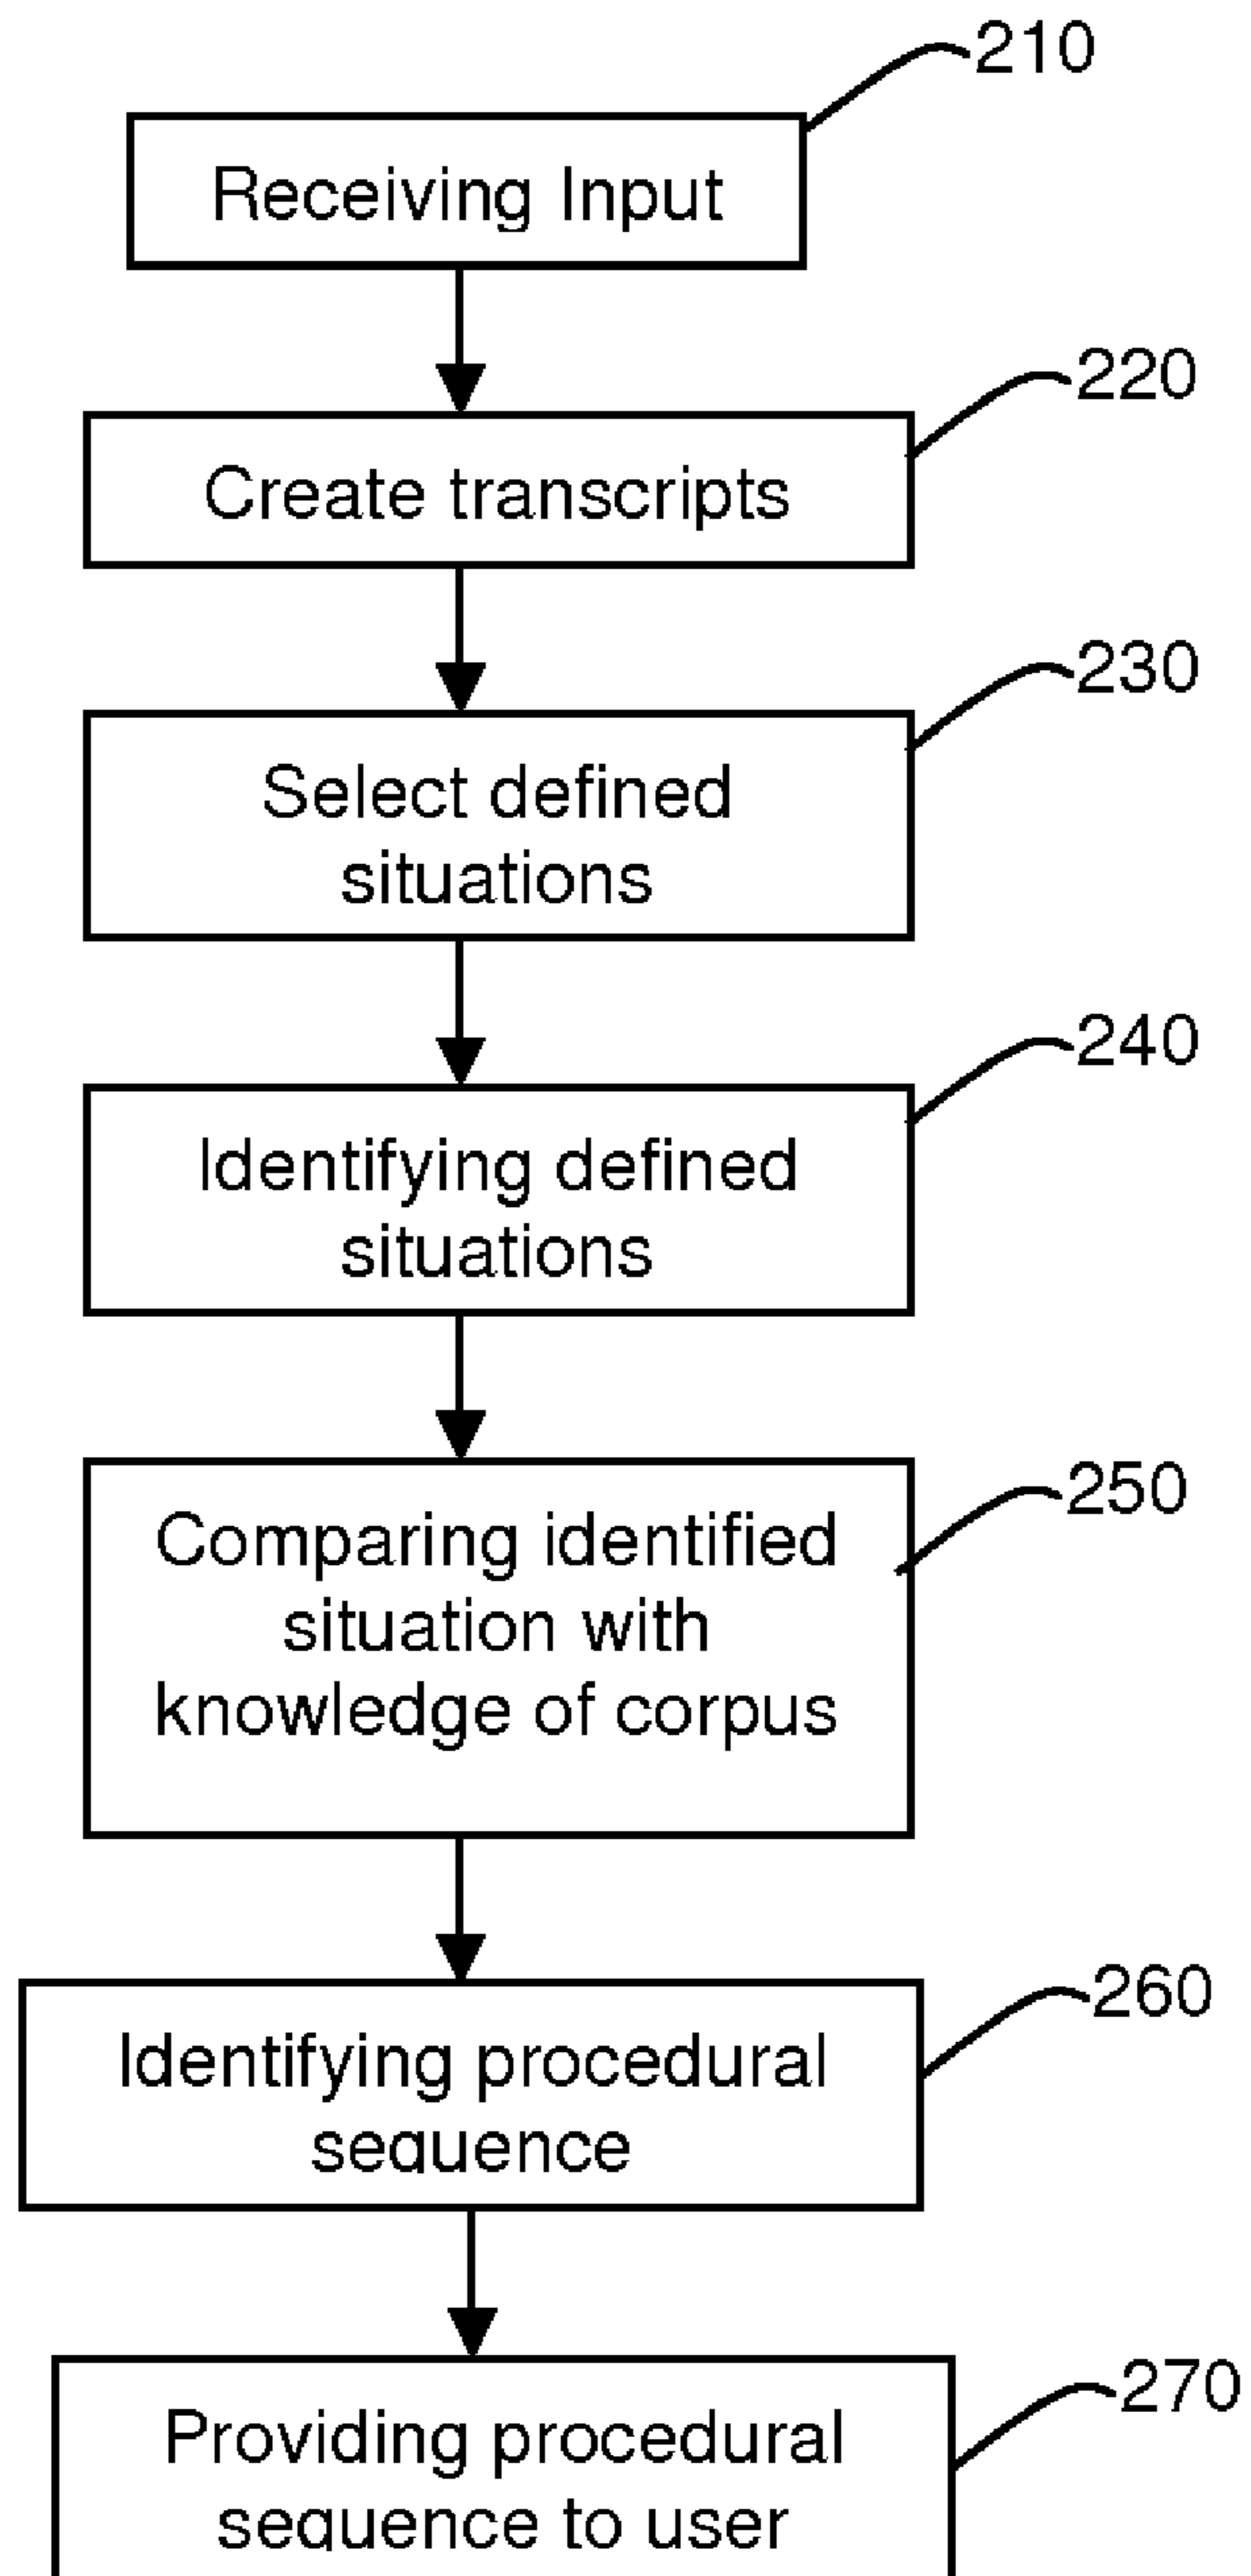 210
Receiving Input
220
Create transcripts
230
Select defined
situations
240
Identifying defined
situations
250
Comparing identified
situation with
knowledge of corpus
260
Identifying procedural
sequence
270
Providing procedural
sequence to user